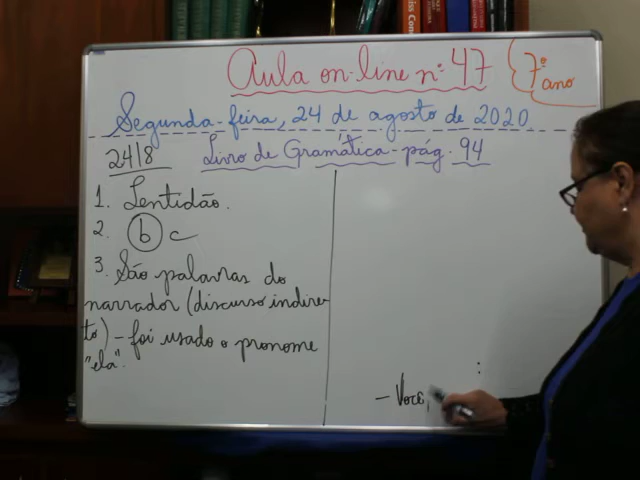 Aula on-line nº 47
7º ano
Segunda-feira, 24 de agosto de 2020
24/8
Livro de Gramática - pág. 94
1. Lentidão.
2. b c
3. São palavras do
narrador (discurso indire-
to) - foi usado o pronome
"ela".
:
- Você,